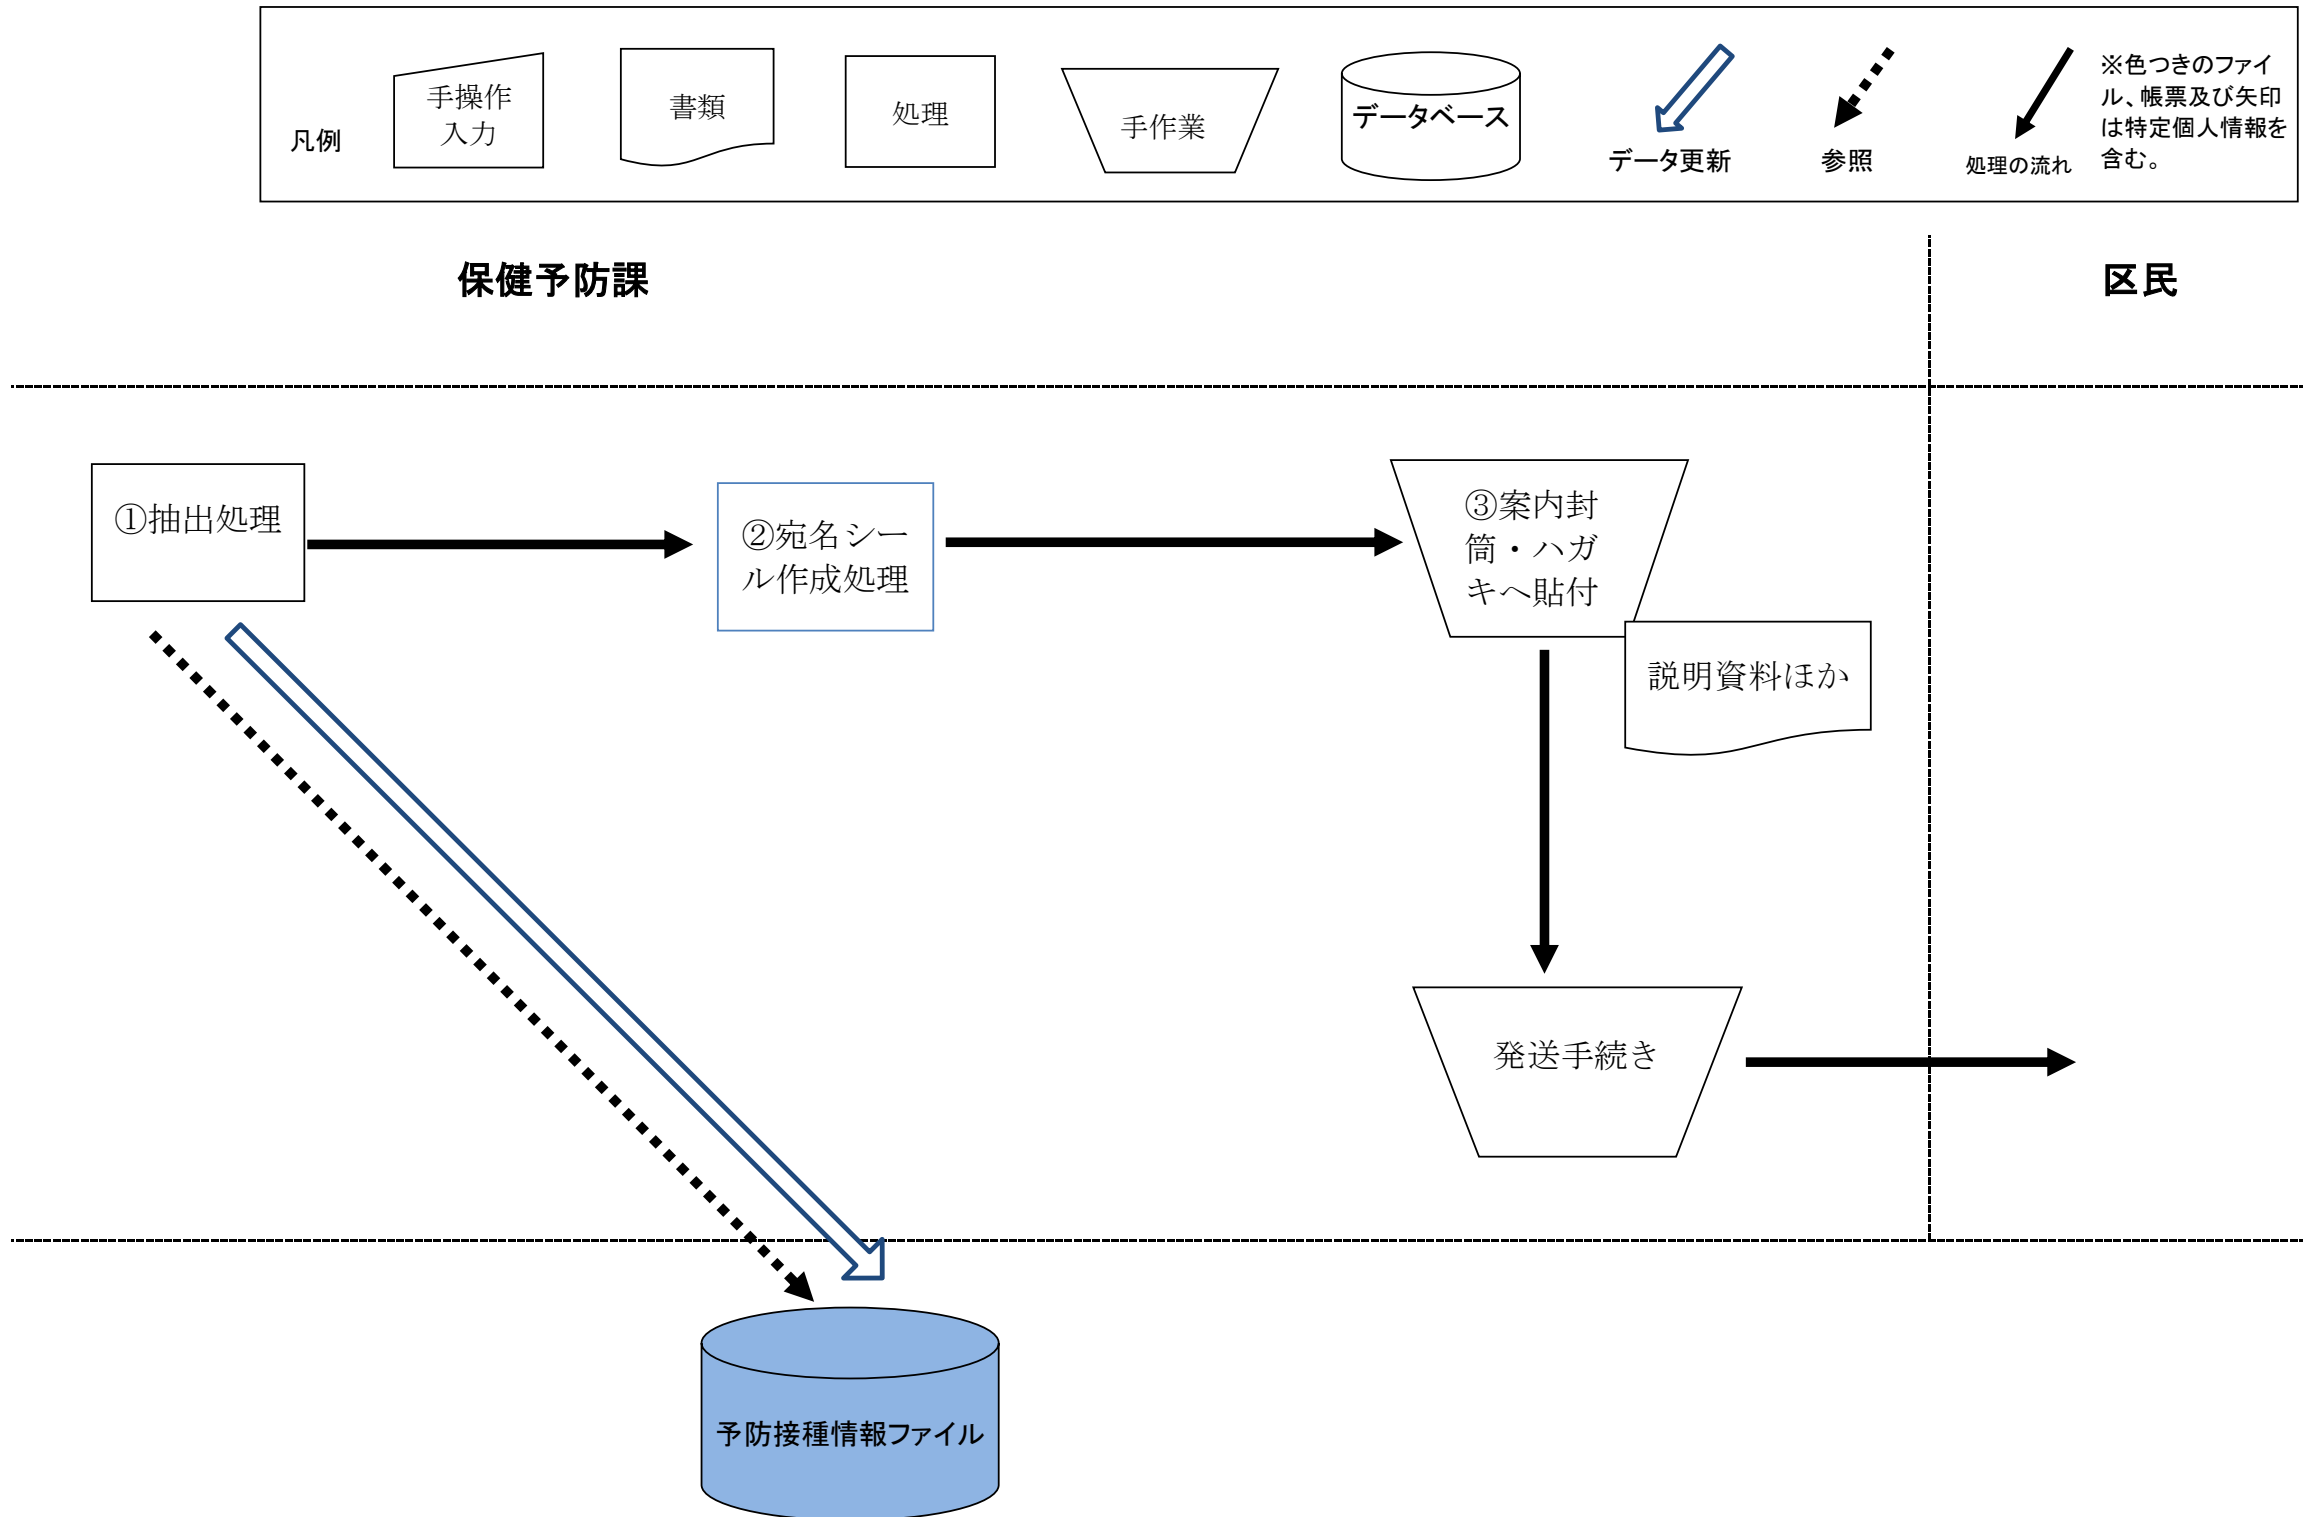 凡例
手操作
入力
書類
処理
手作業
データベース
データ更新
参照
処理の流れ
※色つきのファイ
ル、帳票及び矢印
は特定個人情報を
含む。
保健予防課
区民
①抽出処理
②宛名シー
ル作成処理
③案内封
筒・ハガ
キへ貼付
説明資料ほか
発送手続き
予防接種情報ファイル